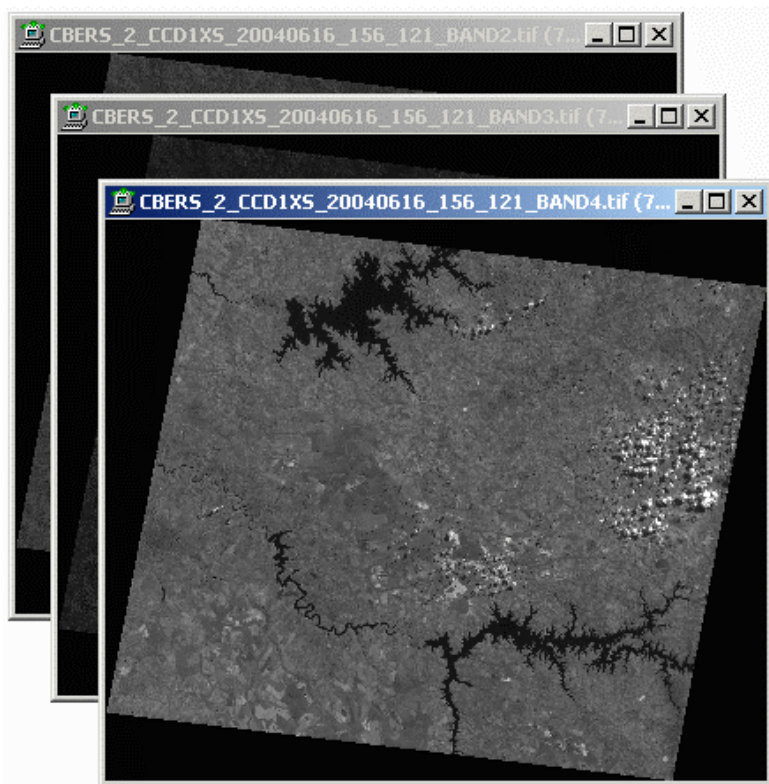 CBERS_2_CCD1XS_20040616_156_121_BAND2.tif (7...
CBERS_2_CCD1XS_20040616_156_121_BAND3.tif (7...
CBERS_2_CCD1XS_20040616_156_121_BAND4.tif (7...